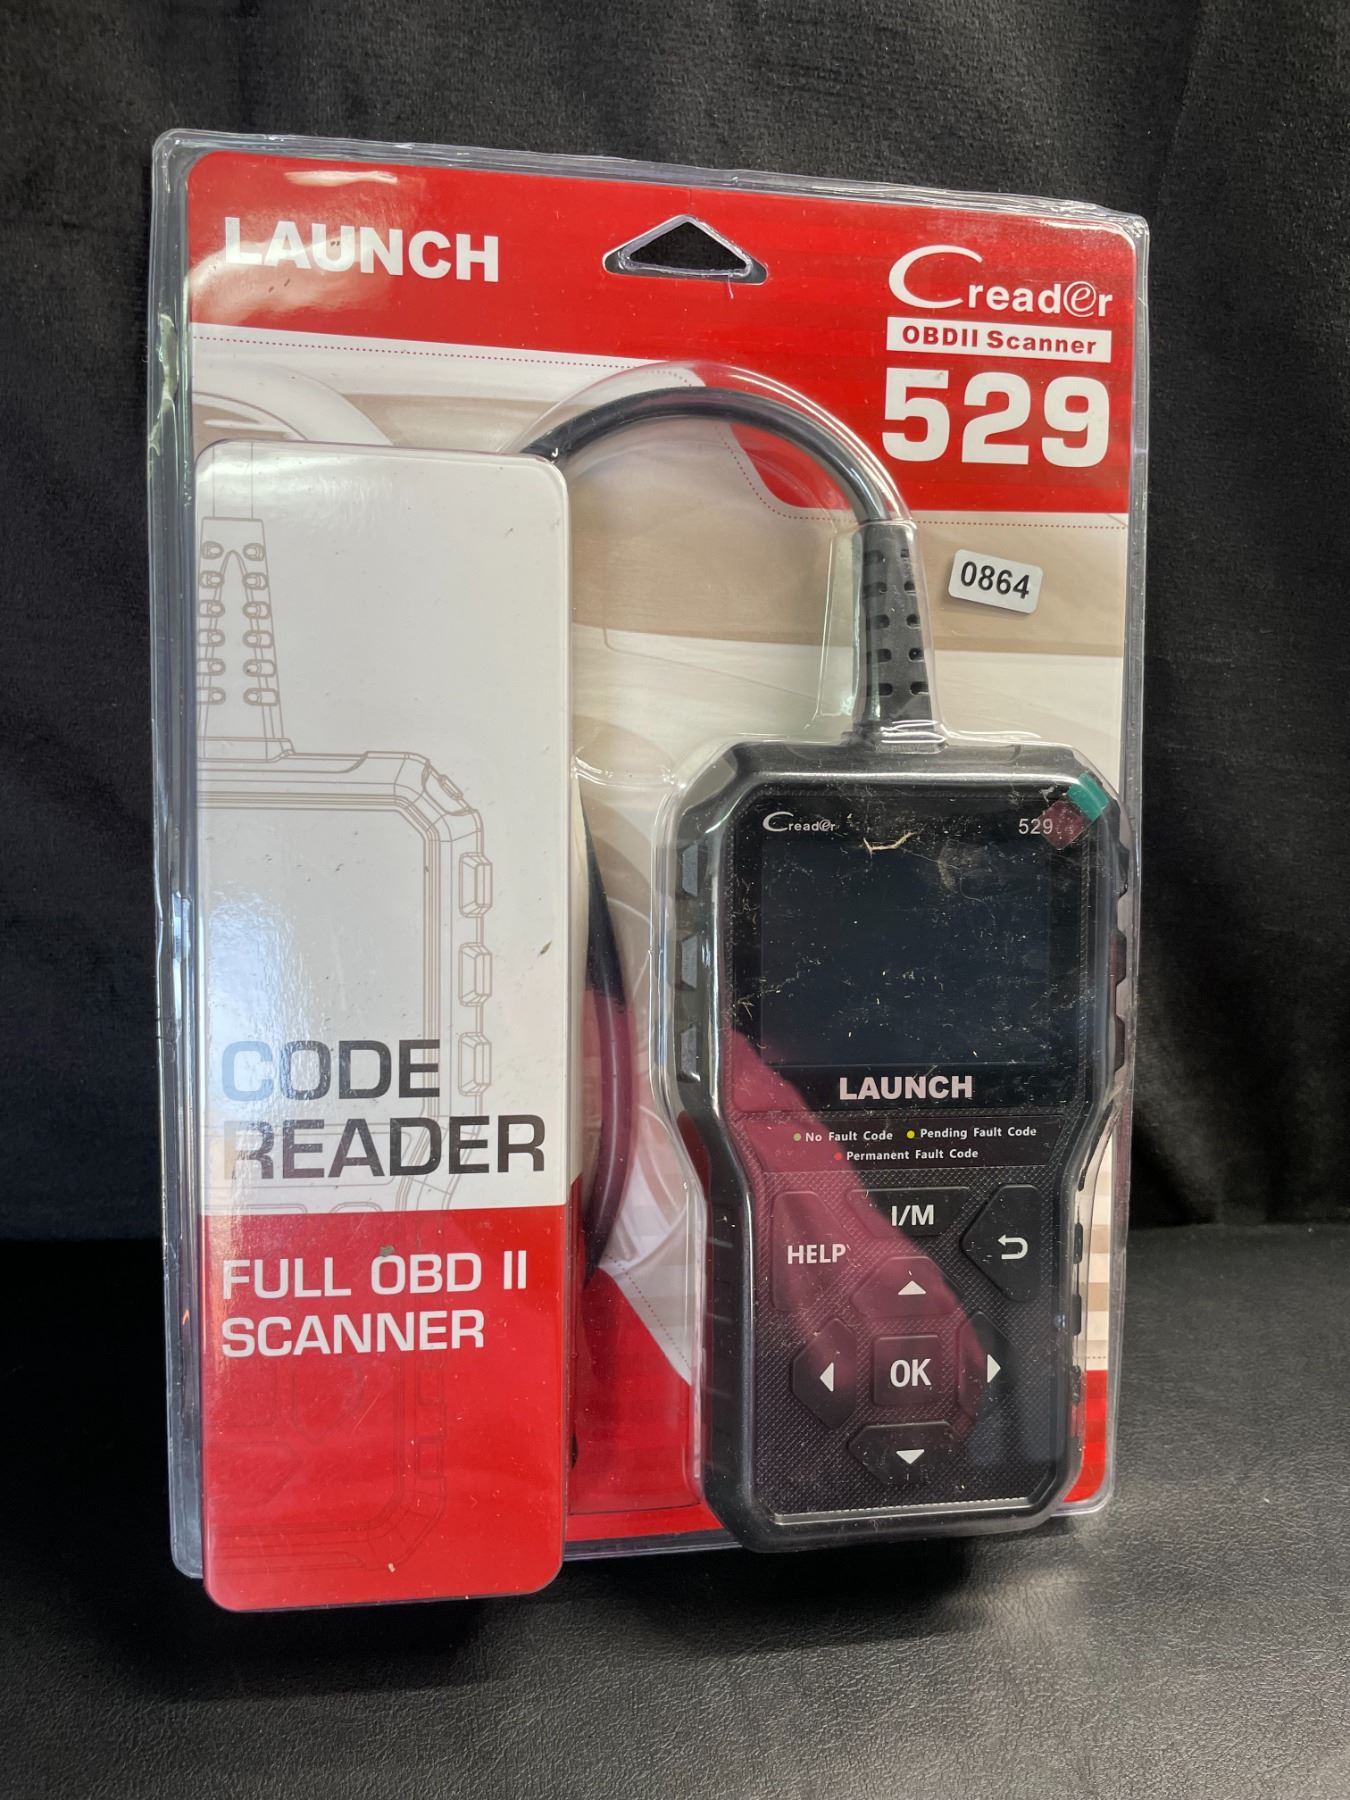 LAUNCH
Creader
OBDII Scanner
529
0864
Creader 529
LAUNCH
No Fault Code Pending Fault Code
Permanent Fault Code
I/M
HELP
OK
CODE
READER
FULL OBD II
SCANNER